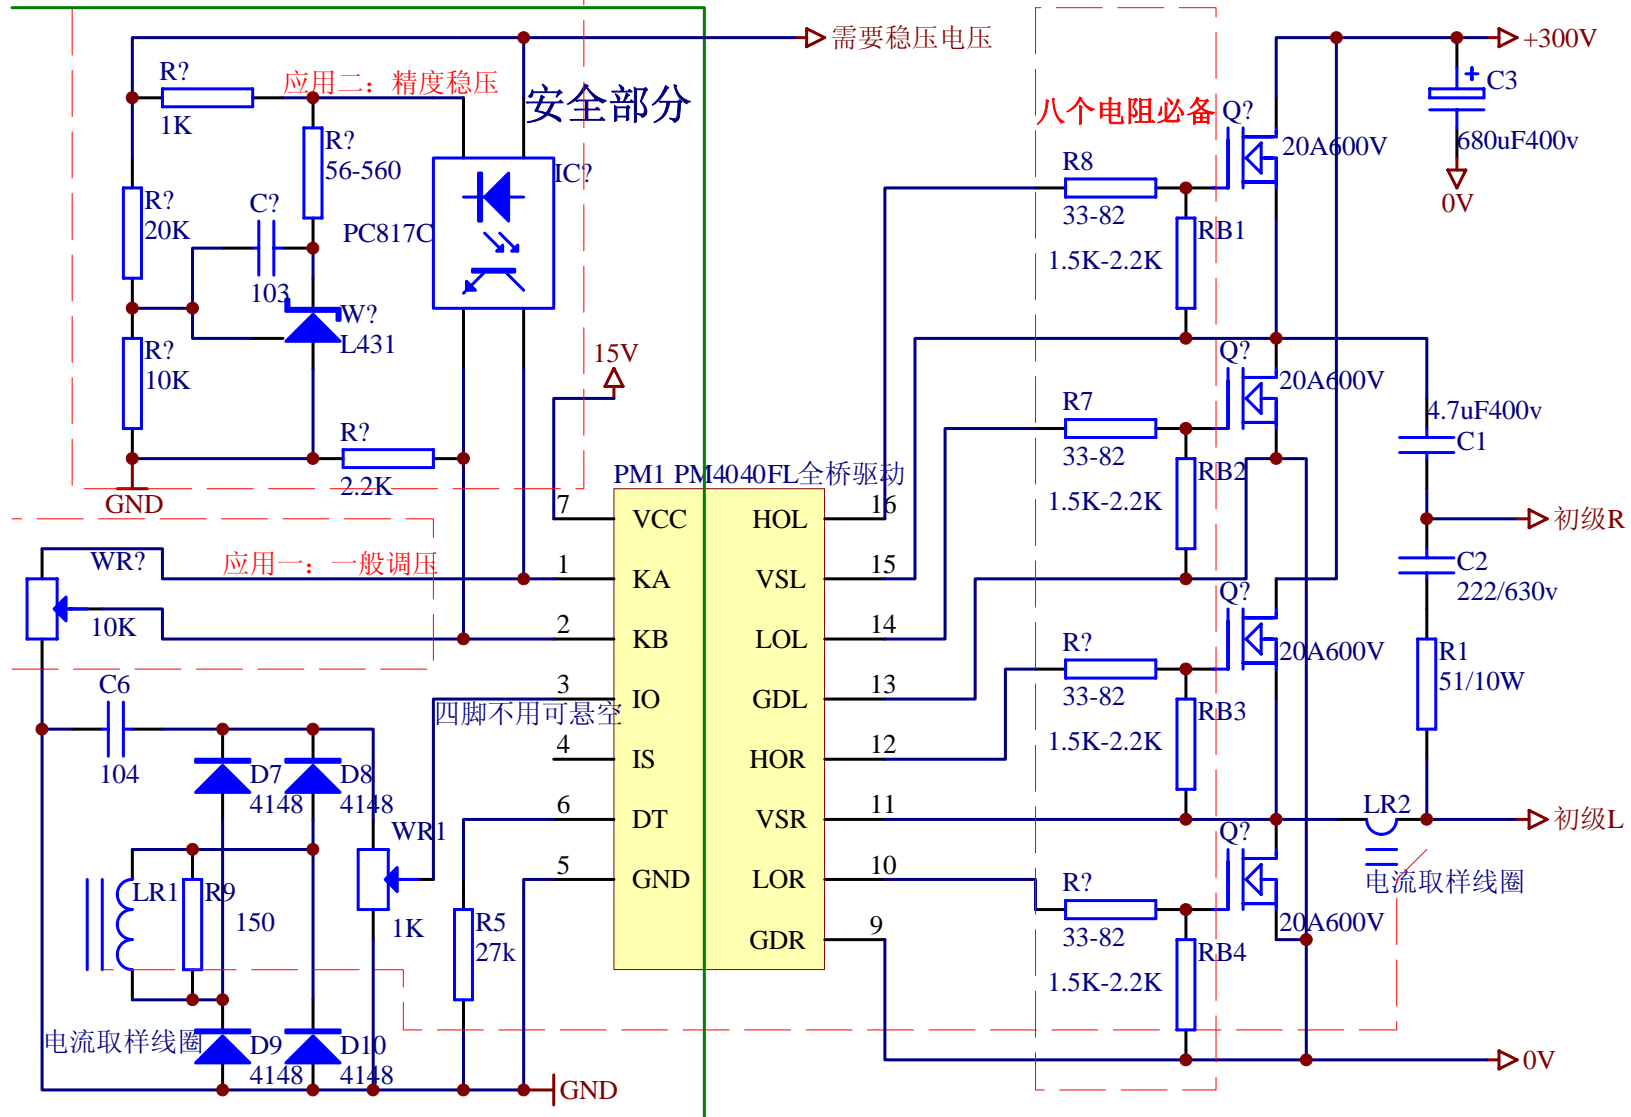 需要稳压电压
+300V
R?
应用二：精度稳压
1K
安全部分
八个电阻必备
Q?
20A600V
C3
680uF400v
0V
R?
56-560
IC?
PC817C
R8
33-82
RB1
1.5K-2.2K
R?
20K
C?
103
W?
L431
R?
10K
15V
Q?
20A600V
R7
33-82
RB2
1.5K-2.2K
4.7uF400v
C1
R?
2.2K
GND
PM1 PM4040FL全桥驱动
7 VCC HOL 16
1 KA VSL 15
2 KB LOL 14
3 IO GDL 13
4 IS HOR 12
6 DT VSR 11
5 GND LOR 10
GDR 9
初级R
C2
222/630v
WR?
应用一：一般调压
10K
Q?
20A600V
R?
33-82
RB3
1.5K-2.2K
R1
51/10W
C6
104
四脚不用可悬空
D7
4148
D8
4148
WR1
1K
LR2
初级L
电流取样线圈
LR1
R9
150
R5
27k
Q?
20A600V
R?
33-82
RB4
1.5K-2.2K
电流取样线圈
D9
4148
D10
4148
GND
0V